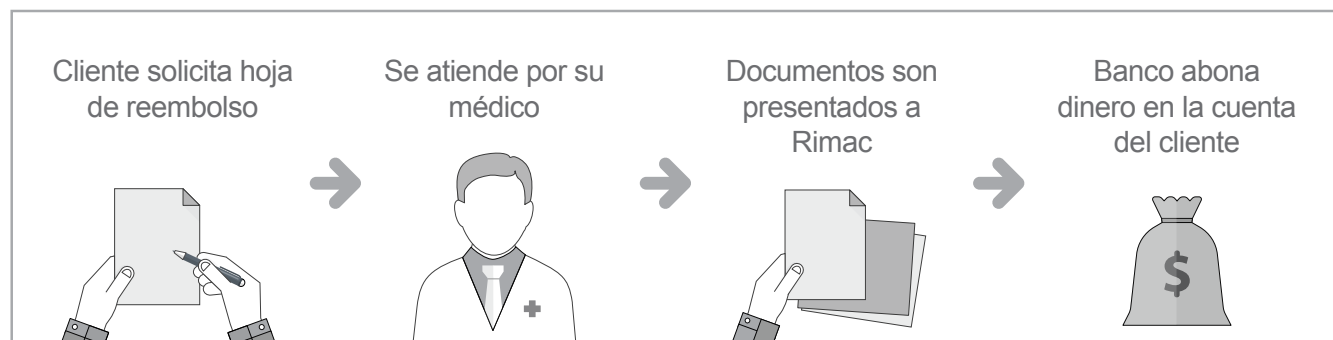 Cliente solicita hoja
de reembolso
Se atiende por su
médico
Documentos son
presentados a
Rimac
Banco abona
dinero en la cuenta
del cliente
$